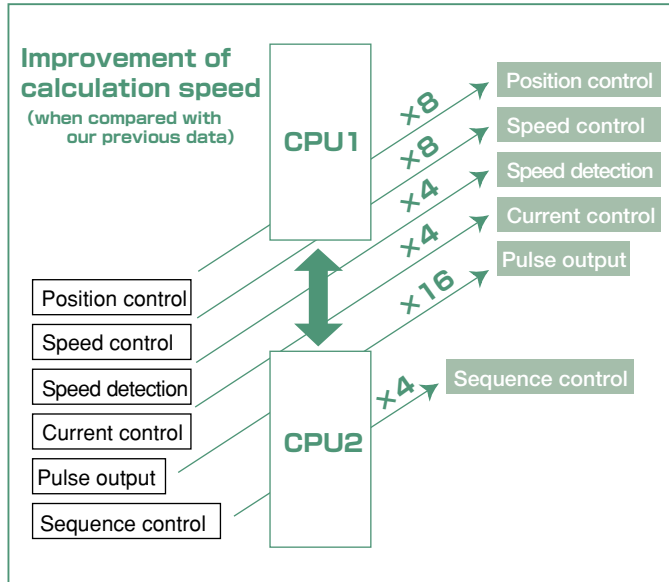 Improvement of
calculation speed
(when compared with
our previous data)
CPU1
CPU2
×8
×8
×4
×4
×16
×4
Position control
Speed control
Speed detection
Current control
Pulse output
Sequence control
Position control
Speed control
Speed detection
Current control
Pulse output
Sequence control